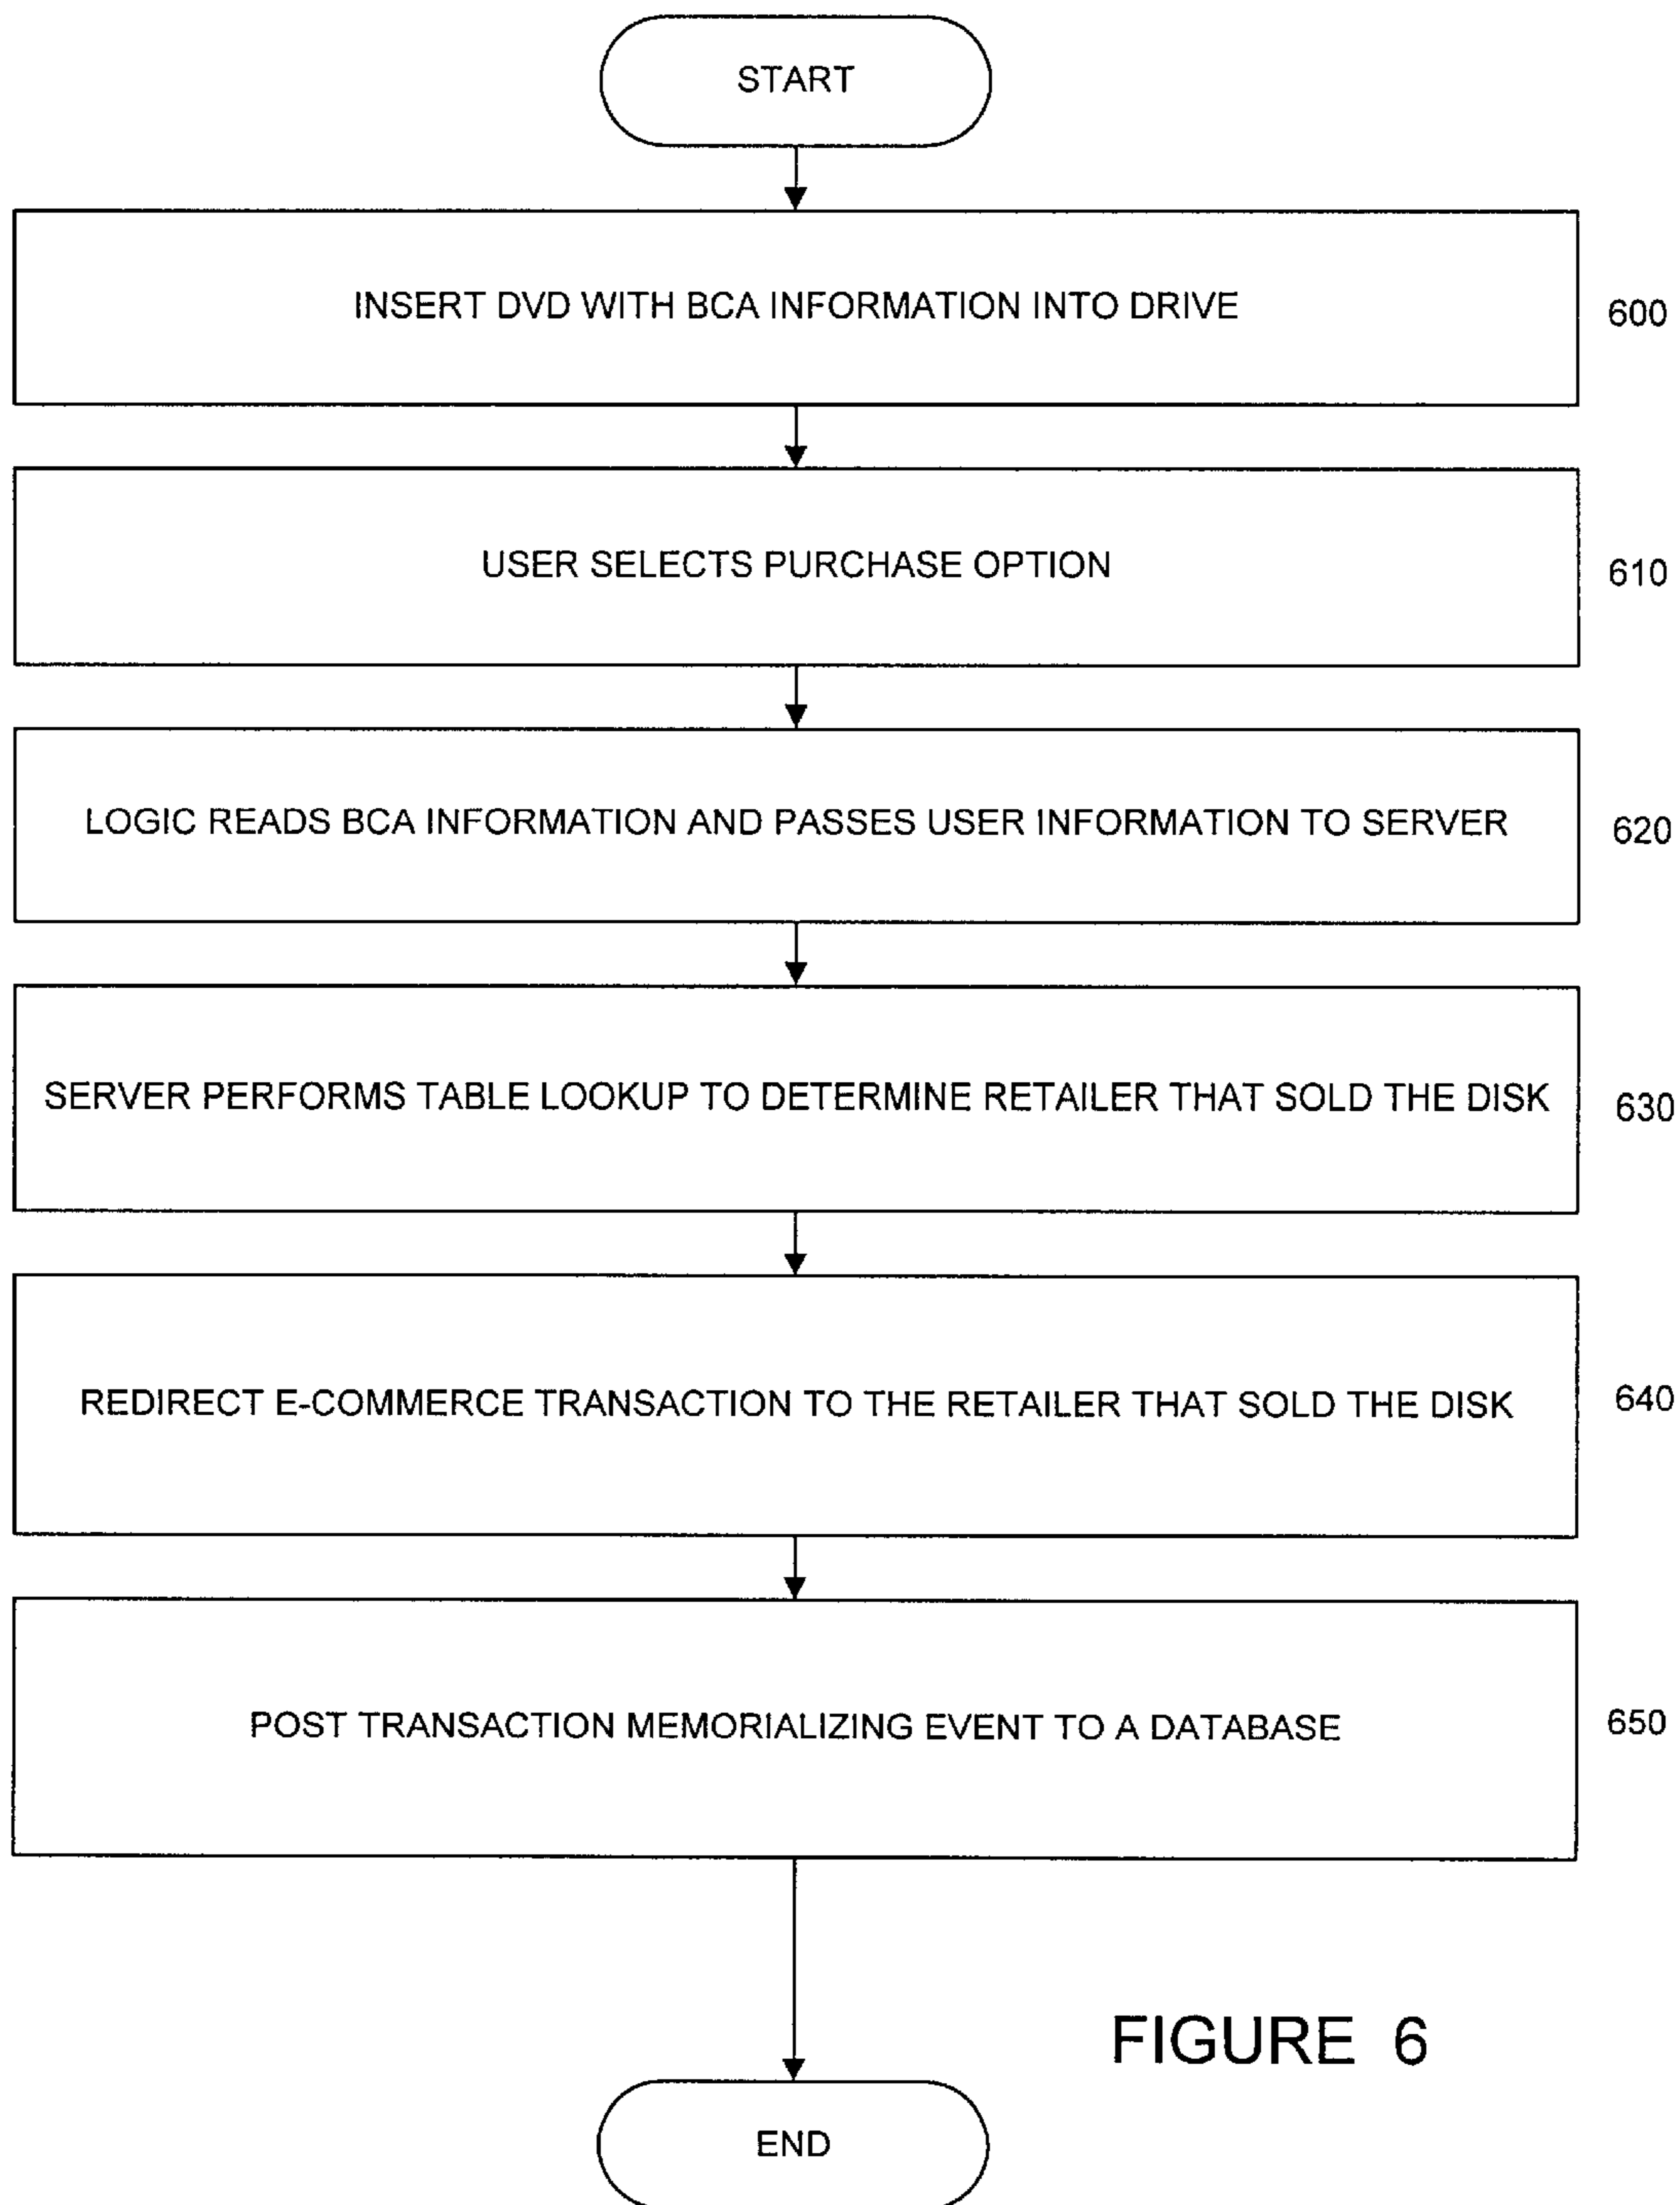 START
INSERT DVD WITH BCA INFORMATION INTO DRIVE
600
USER SELECTS PURCHASE OPTION
610
LOGIC READS BCA INFORMATION AND PASSES USER INFORMATION TO SERVER
620
SERVER PERFORMS TABLE LOOKUP TO DETERMINE RETAILER THAT SOLD THE DISK
630
REDIRECT E-COMMERCE TRANSACTION TO THE RETAILER THAT SOLD THE DISK
640
POST TRANSACTION MEMORIALIZING EVENT TO A DATABASE
650
FIGURE 6
END